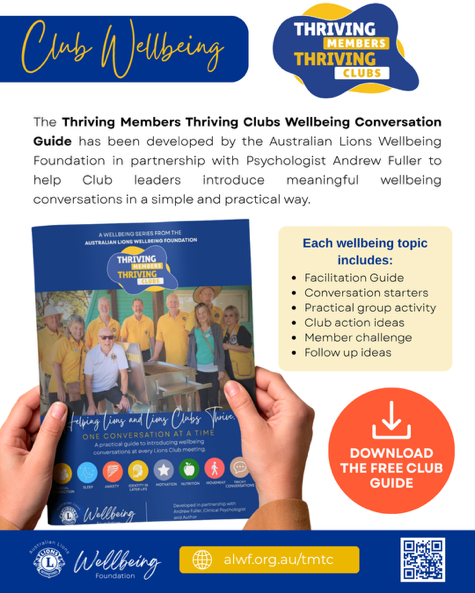 Club Wellbeing
THRIVING
MEMBERS
THRIVING
CLUBS
The Thriving Members Thriving Clubs Wellbeing Conversation
Guide has been developed by the Australian Lions Wellbeing
Foundation in partnership with Psychologist Andrew Fuller to
help Club leaders introduce meaningful wellbeing
conversations in a simple and practical way.
A WELLBEING SERIES FROM THE
AUSTRALIAN LIONS WELLBEING FOUNDATION
THRIVING
MEMBERS
THRIVING
CLUBS
Helping Lions and Lions Clubs Thrive,
ONE CONVERSATION AT A TIME
A practical guide to introducing wellbeing
conversations at every Lions Club meeting.
SLEEP
ANXIETY
IDENTITY IN
LATER LIFE
MOTIVATION
NUTRITION
MOVEMENT
TRICKY
CONVERSATIONS
Wellbeing
Developed in partnership with
Andrew Fuller, Clinical Psychologist
and Author
Each wellbeing topic
includes:
• Facilitation Guide
• Conversation starters
• Practical group activity
• Club action ideas
• Member challenge
• Follow up ideas
DOWNLOAD
THE FREE CLUB
GUIDE
Australian Lions
LIONS
L
Wellbeing
Foundation
alwf.org.au/tmtc